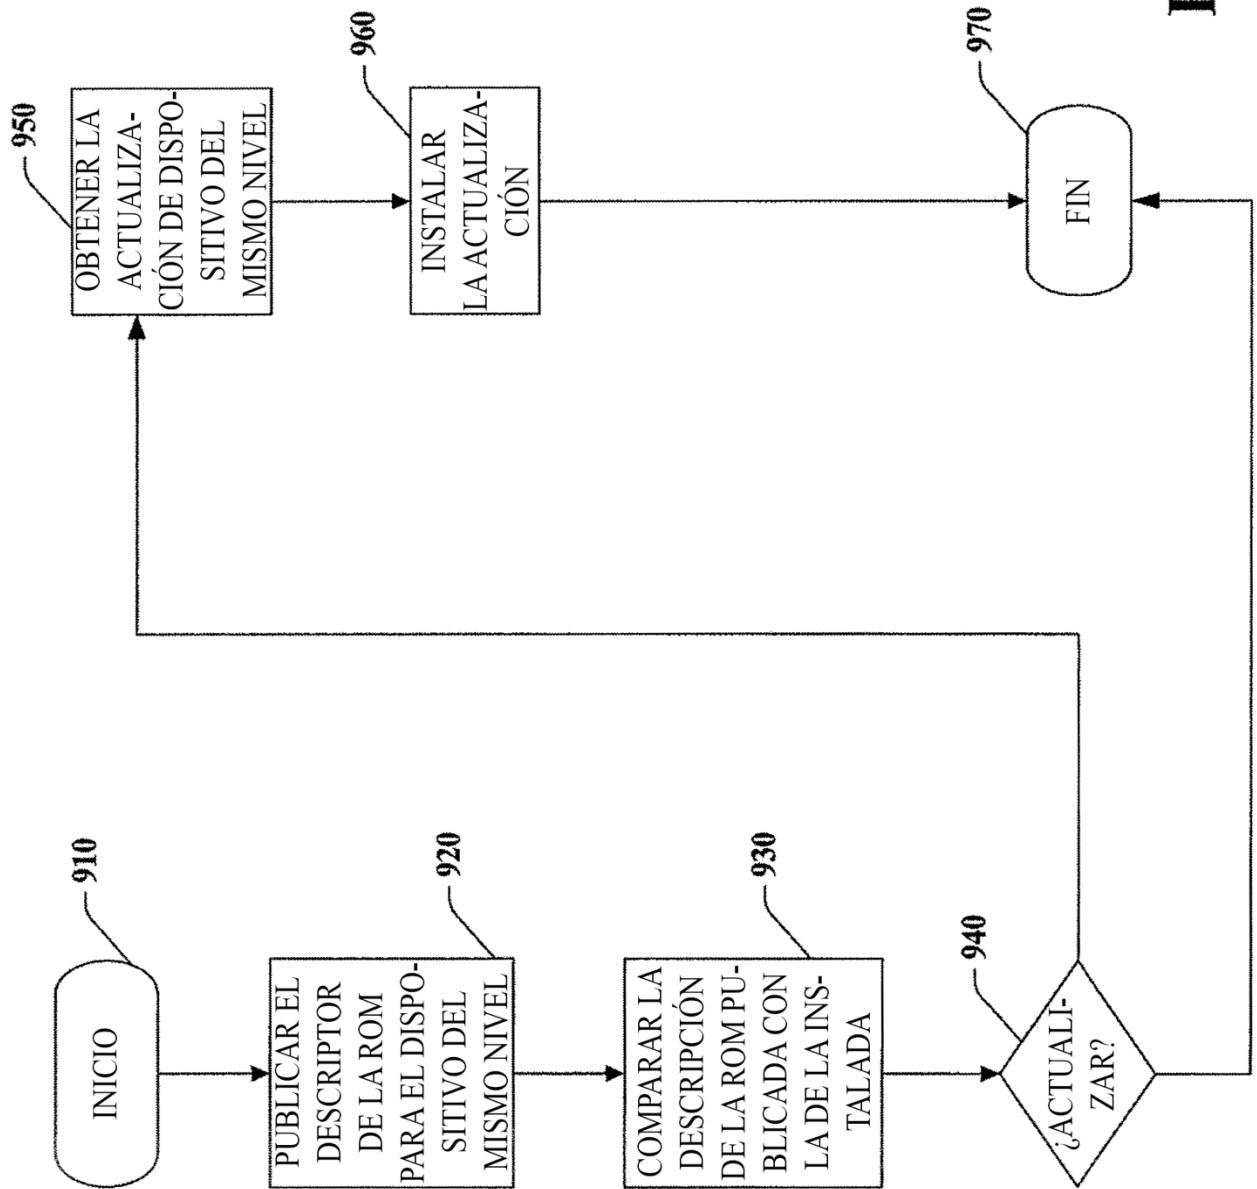 INICIO
910
PUBLICAR EL
DESCRIPTOR
DE LA ROM
PARA EL DISPO-
SITIVO DEL
MISMO NIVEL
920
COMPARAR LA
DESCRIPCIÓN
DE LA ROM PU-
BLICADA CON
LA DE LA INS-
TALADA
930
¿ACTUALI-
ZAR?
940
OBTENER LA
ACTUALIZA-
CIÓN DE DISPO-
SITIVO DEL
MISMO NIVEL
950
INSTALAR
LA ACTUALIZA-
CIÓN
960
FIN
970